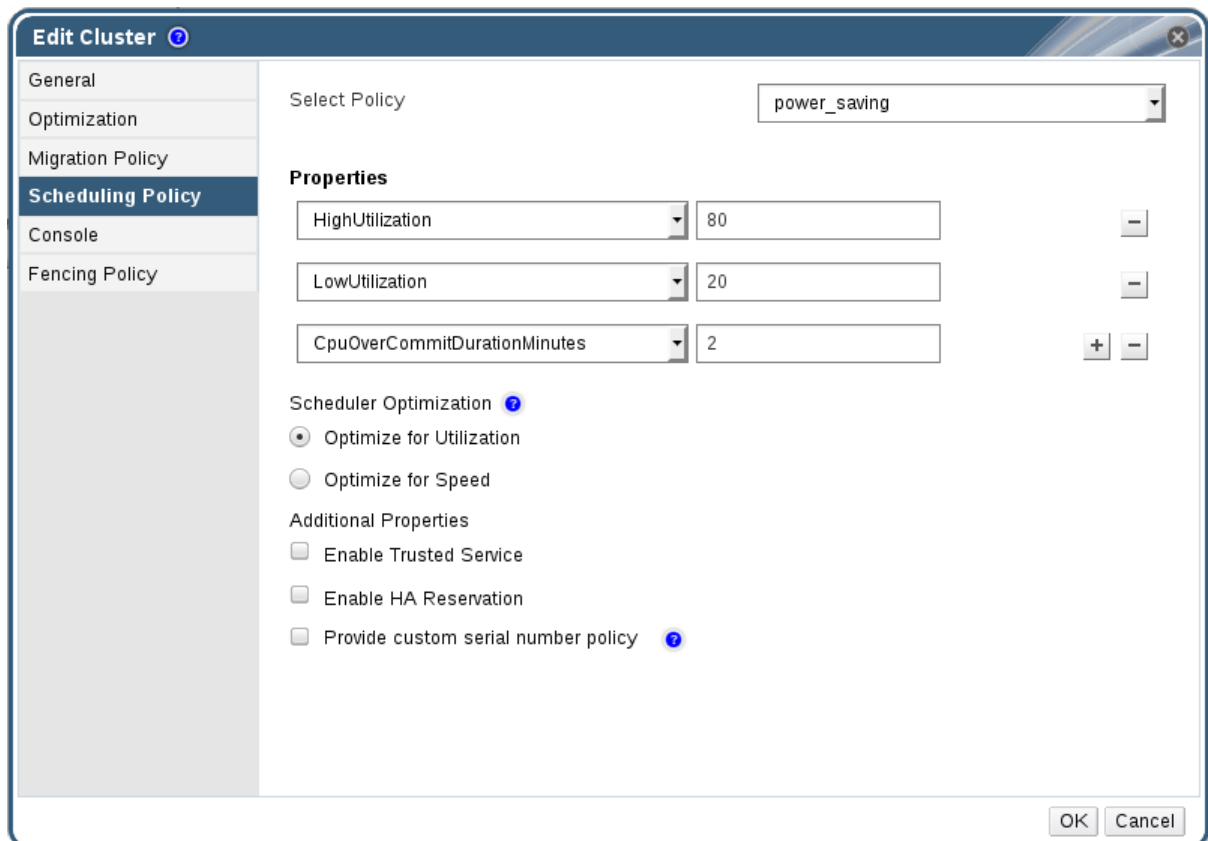 Edit Cluster ?
General
Optimization
Migration Policy
Scheduling Policy
Console
Fencing Policy
Select Policy power_saving
Properties
HighUtilization 80
LowUtilization 20
CpuOverCommitDurationMinutes 2
Scheduler Optimization ?
Optimize for Utilization
Optimize for Speed
Additional Properties
Enable Trusted Service
Enable HA Reservation
Provide custom serial number policy ?
OK Cancel